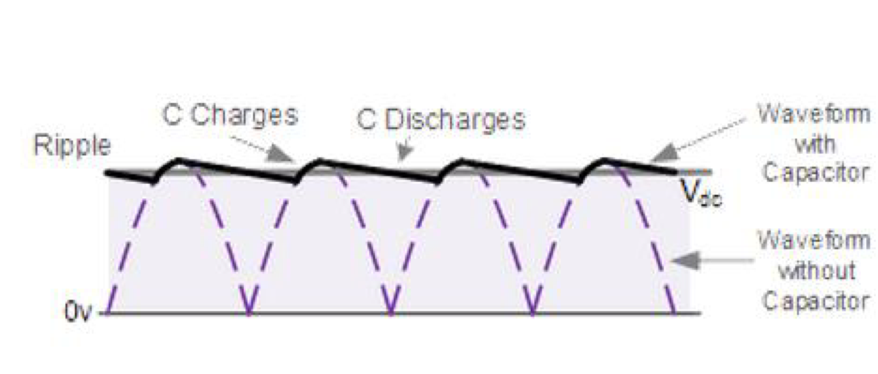 C Charges
C Discharges
Ripple
Waveform
with
Capacitor
Vdc
Waveform
without
Capacitor
0v